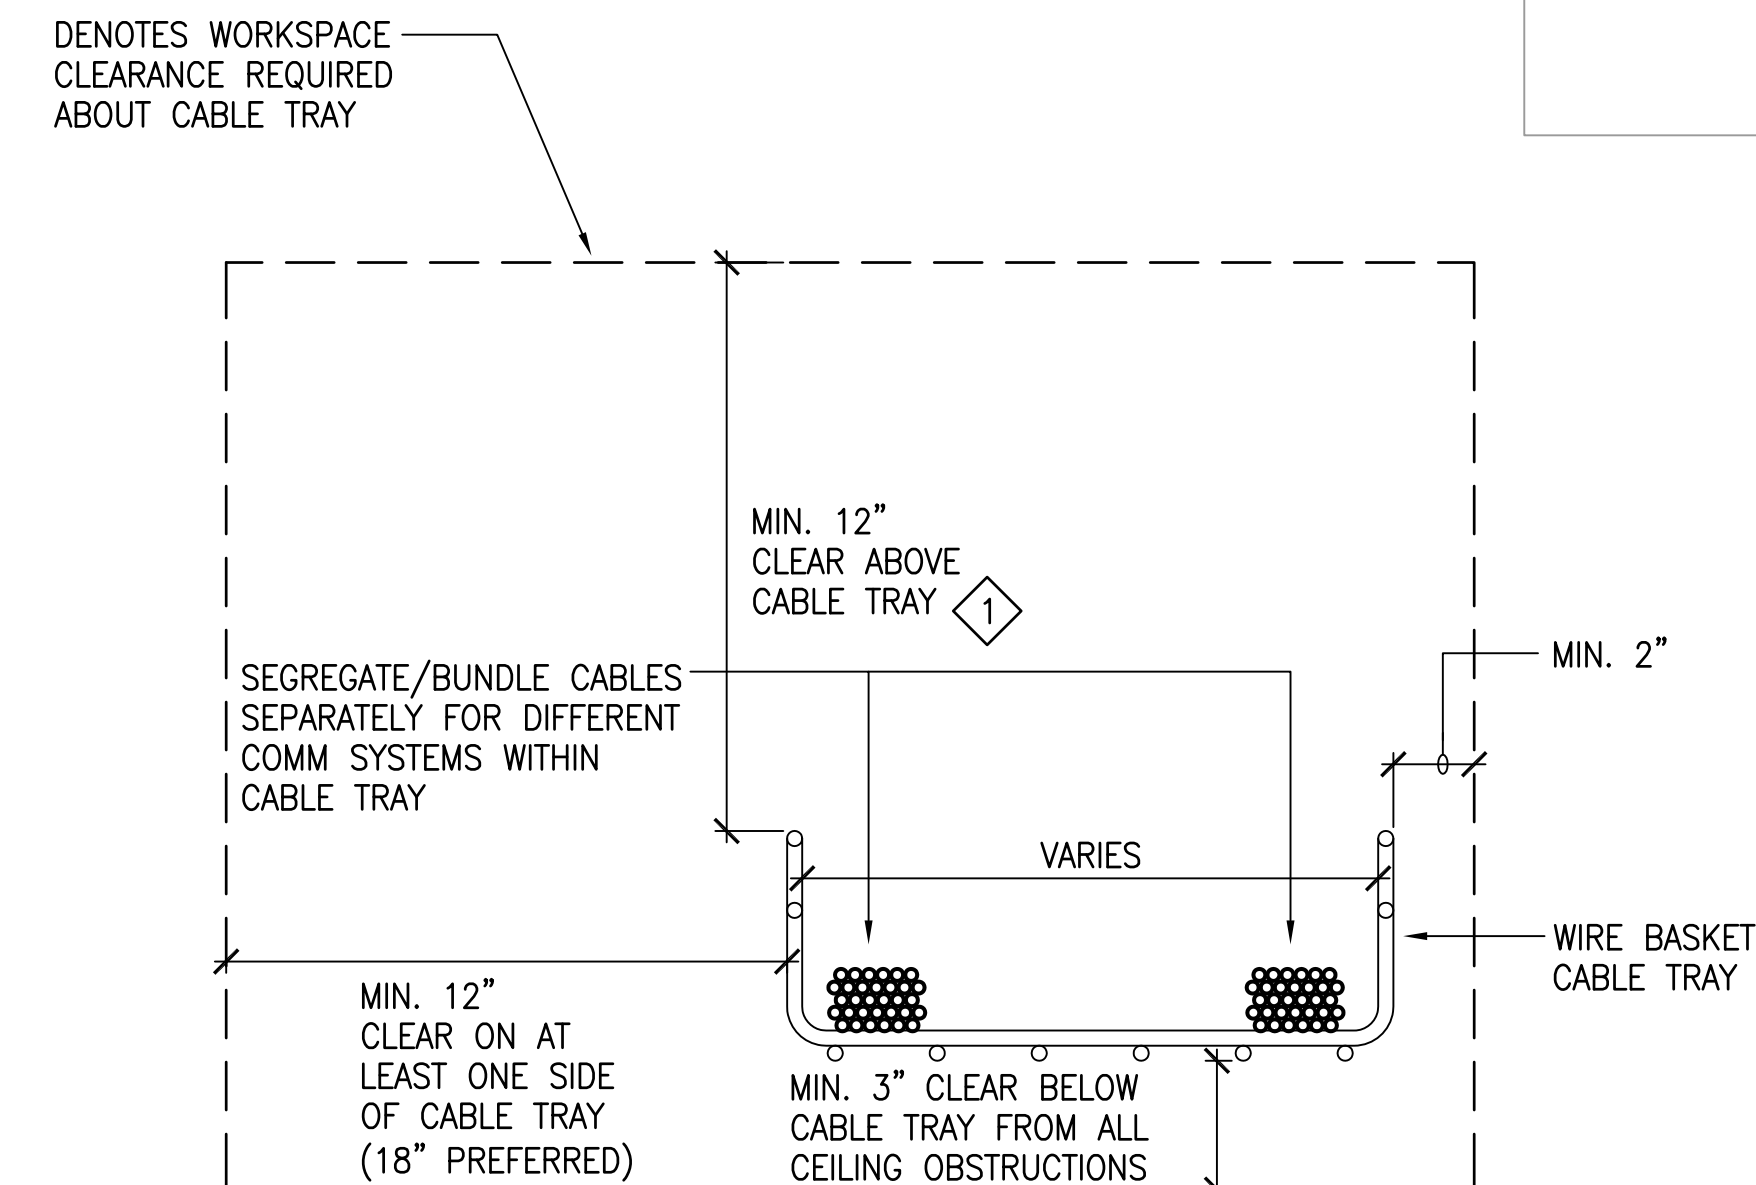 DENOTES WORKSPACE
CLEARANCE REQUIRED
ABOUT CABLE TRAY
MIN. 12”
CLEAR ABOVE
CABLE TRAY
1
SEGREGATE/BUNDLE CABLES
SEPARATELY FOR DIFFERENT
COMM SYSTEMS WITHIN
CABLE TRAY
MIN. 2”
VARIES
WIRE BASKET
CABLE TRAY
MIN. 12”
CLEAR ON AT
LEAST ONE SIDE
OF CABLE TRAY
(18” PREFERRED)
MIN. 3” CLEAR BELOW
CABLE TRAY FROM ALL
CEILING OBSTRUCTIONS